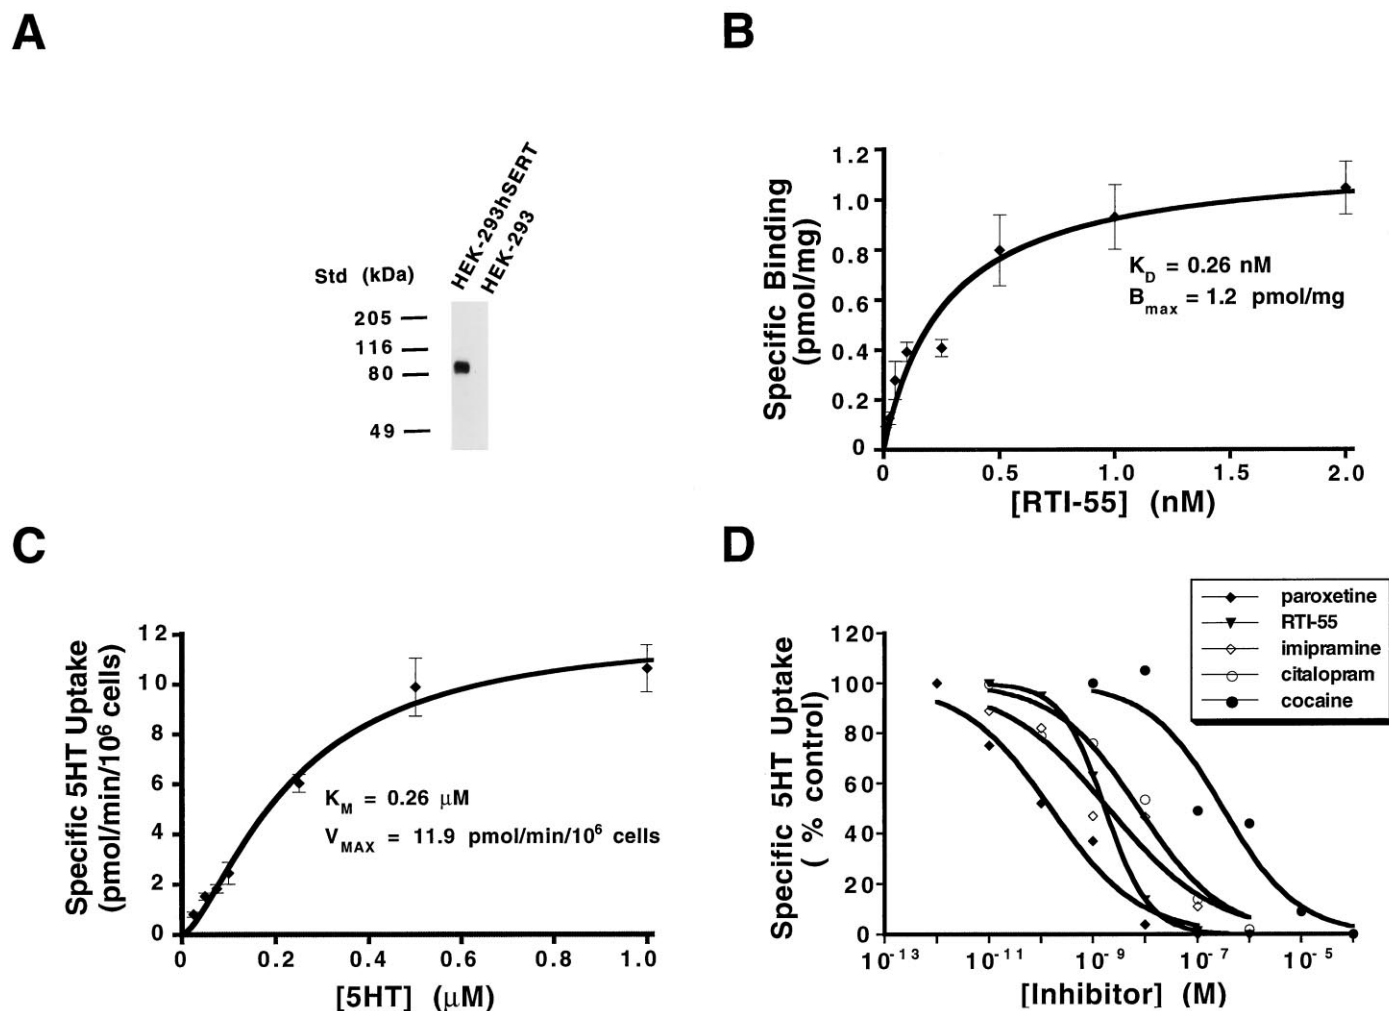 A
HEK-293hSERT
HEK-293
Std (kDa)
205
116
80
49
B
Specific Binding
(pmol/mg)
1.2
1.0
0.8
0.6
0.4
0.2
0
K_D = 0.26 nM
B_max = 1.2 pmol/mg
0 0.5 1.0 1.5 2.0
[RTI-55] (nM)
C
Specific 5HT Uptake
(pmol/min/10^6 cells)
12
10
8
6
4
2
0
K_M = 0.26 μM
V_MAX = 11.9 pmol/min/10^6 cells
0 0.2 0.4 0.6 0.8 1.0
[5HT] (μM)
D
paroxetine
RTI-55
imipramine
citalopram
cocaine
Specific 5HT Uptake
( % control)
120
100
80
60
40
20
0
10^-13 10^-11 10^-9 10^-7 10^-5
[Inhibitor] (M)